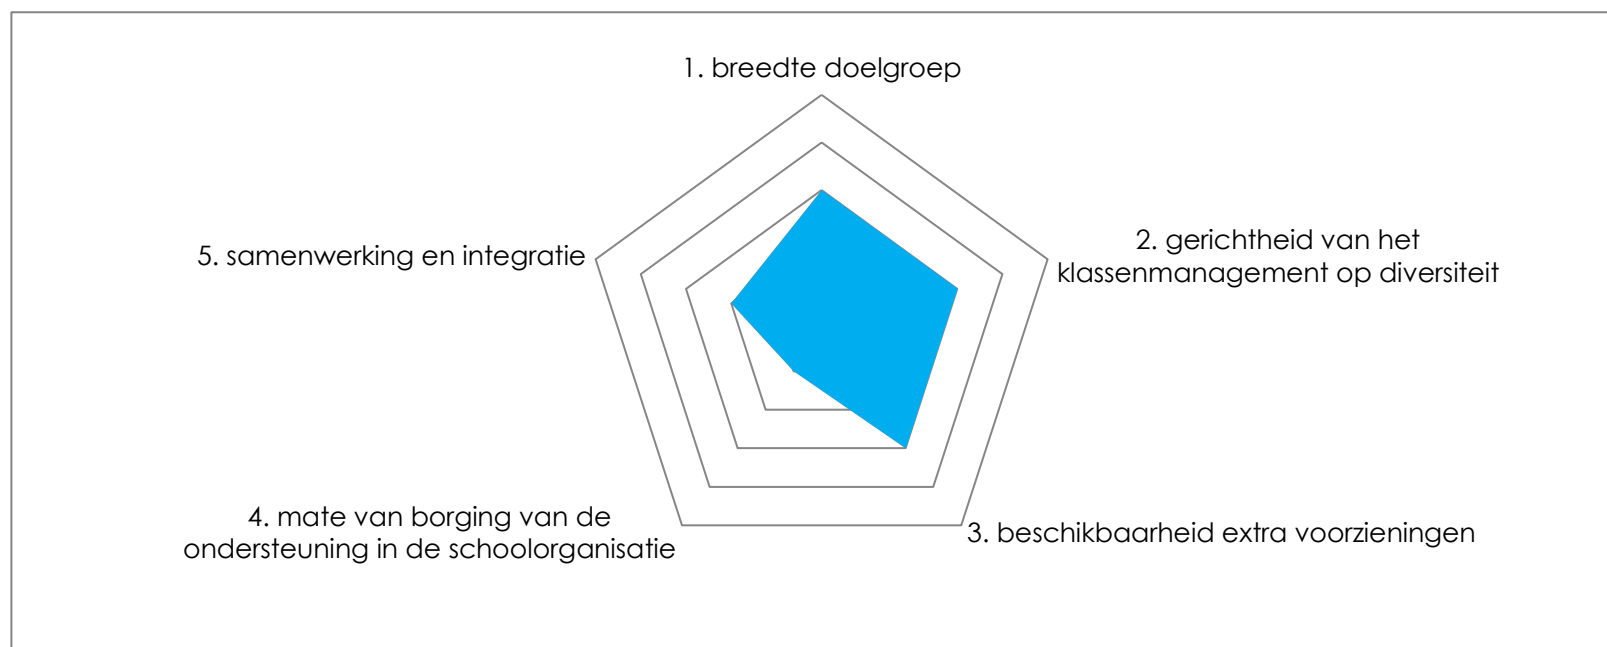 1. breedte doelgroep
2. gerichtheid van het
klassenmanagement op diversiteit
3. beschikbaarheid extra voorzieningen
4. mate van borging van de
ondersteuning in de schoolorganisatie
5. samenwerking en integratie